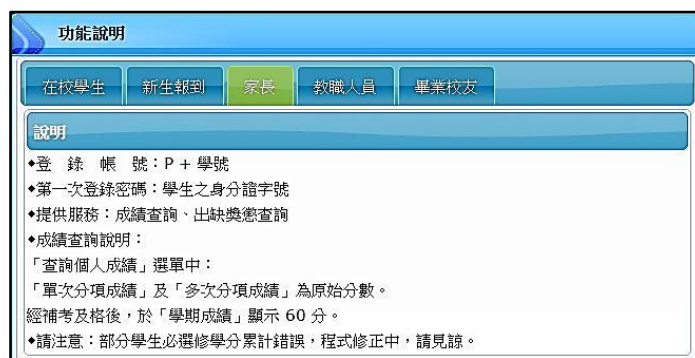 功能說明
在校學生 新生報到 家長 教職人員 畢業校友
說明
◆登 錄 帳 號：P + 學號
◆第一次登錄密碼：學生之身分證字號
◆提供服務：成績查詢、出缺獎懲查詢
◆成績查詢說明：
「查詢個人成績」選單中：
「單次分項成績」及「多次分項成績」為原始分數。
經補考及格後，於「學期成績」顯示 60 分。
◆請注意：部分學生必選修學分累計錯誤，程式修正中，請見諒。